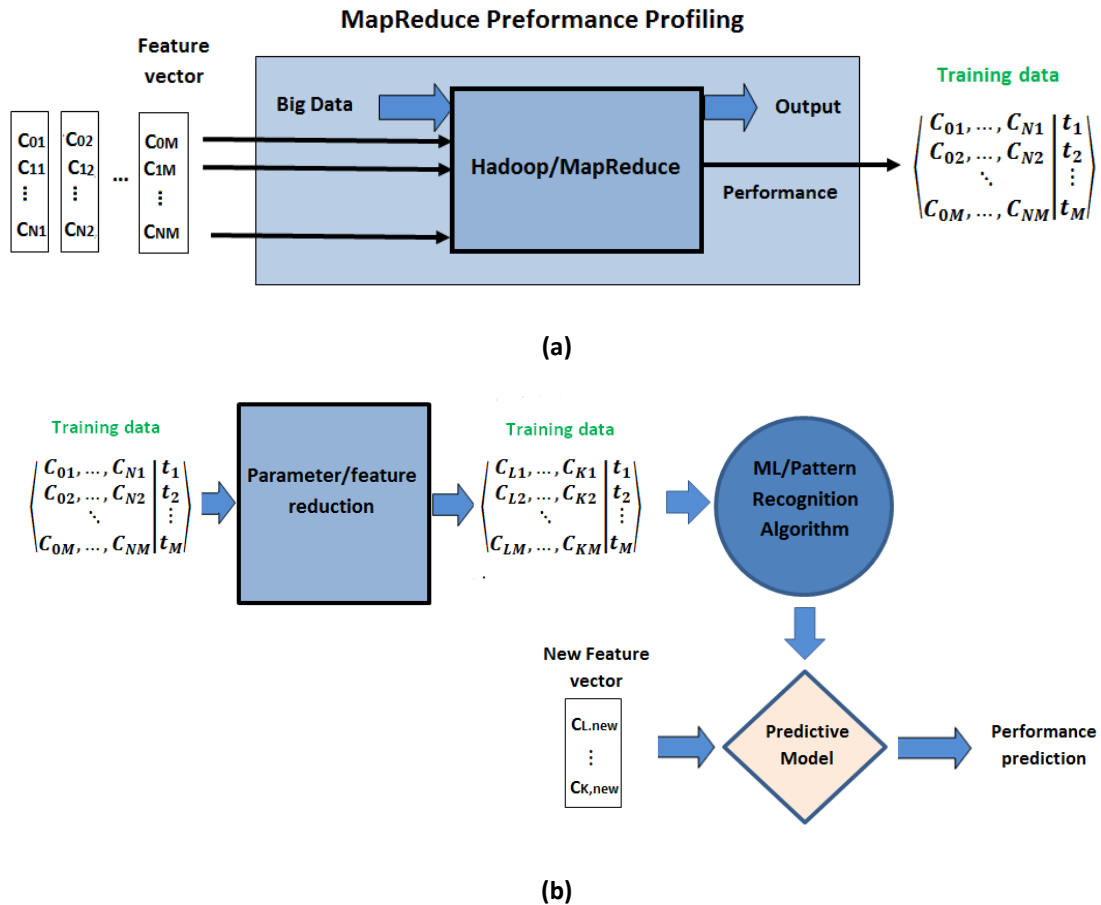 MapReduce Preformance Profiling
Feature
vector
Training data
Big Data
Output
Hadoop/MapReduce
Performance
C01 C02 ... C0M
C11 C12 C1M
⋮ ⋮ ⋮
CN1 CN2 CNM
C01, ..., CN1 | t1
C02, ..., CN2 | t2
⋱ ⋮
C0M, ..., CNM | tM
(a)
Training data
C01, ..., CN1 | t1
C02, ..., CN2 | t2
⋱ ⋮
C0M, ..., CNM | tM
Parameter/feature
reduction
Training data
CL1, ..., CK1 | t1
CL2, ..., CK2 | t2
⋱ ⋮
CLM, ..., CKM | tM
ML/Pattern
Recognition
Algorithm
New Feature
vector
CL.new
⋮
CK,new
Predictive
Model
Performance
prediction
(b)